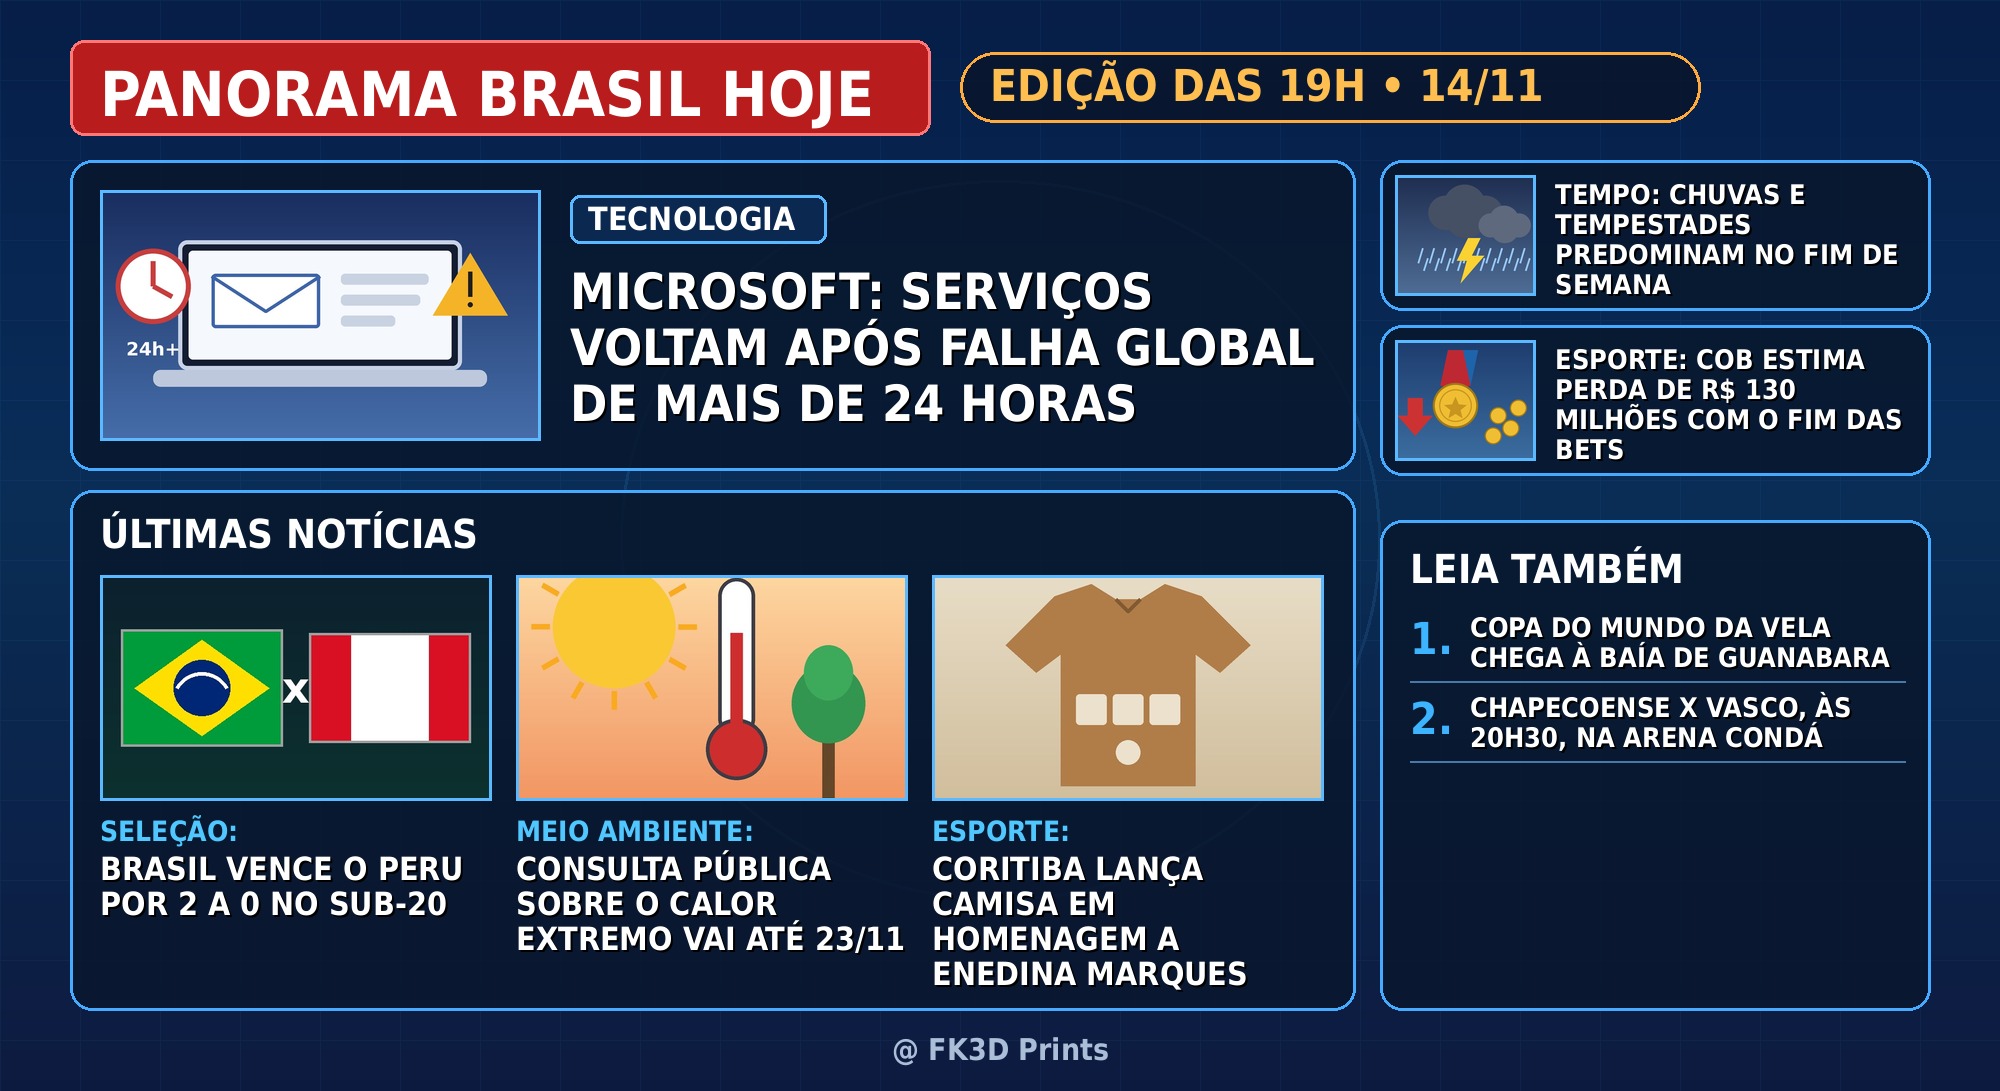 PANORAMA BRASIL HOJE
EDIÇÃO DAS 19H • 14/11
24h+
!
TECNOLOGIA
MICROSOFT: SERVIÇOS
VOLTAM APÓS FALHA GLOBAL
DE MAIS DE 24 HORAS
TEMPO: CHUVAS E
TEMPESTADES
PREDOMINAM NO FIM DE
SEMANA
ESPORTE: COB ESTIMA
PERDA DE R$ 130
MILHÕES COM O FIM DAS
BETS
ÚLTIMAS NOTÍCIAS
x
SELEÇÃO:
BRASIL VENCE O PERU
POR 2 A 0 NO SUB-20
MEIO AMBIENTE:
CONSULTA PÚBLICA
SOBRE O CALOR
EXTREMO VAI ATÉ 23/11
ESPORTE:
CORITIBA LANÇA
CAMISA EM
HOMENAGEM A
ENEDINA MARQUES
LEIA TAMBÉM
1. COPA DO MUNDO DA VELA
CHEGA À BAÍA DE GUANABARA
2. CHAPECOENSE X VASCO, ÀS
20H30, NA ARENA CONDÁ
@ FK3D Prints